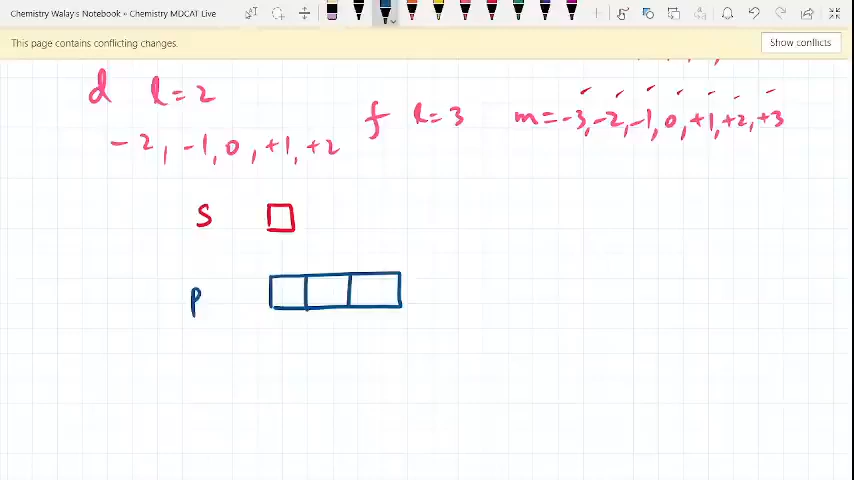 Chemistry Walay's Notebook » Chemistry MDCAT Live
This page contains conflicting changes.
Show conflicts
d l = 2
-2, -1, 0, +1, +2
f l = 3 m = -3, -2, -1, 0, +1, +2, +3
S
P